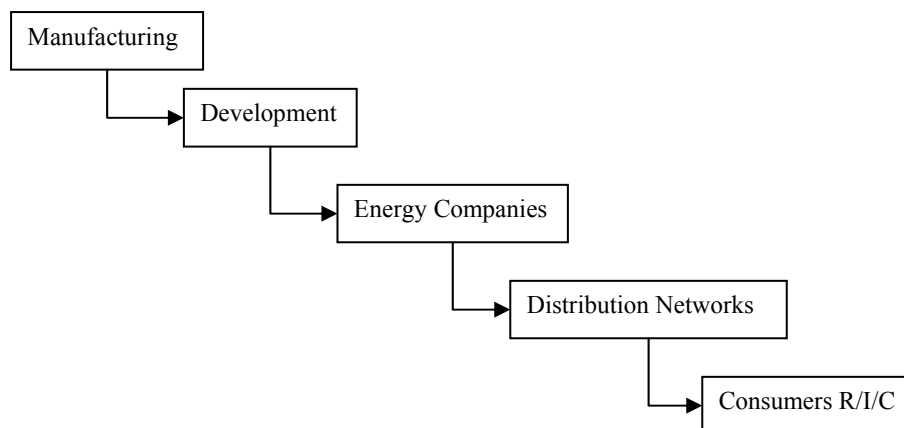 Manufacturing
Development
Energy Companies
Distribution Networks
Consumers R/I/C